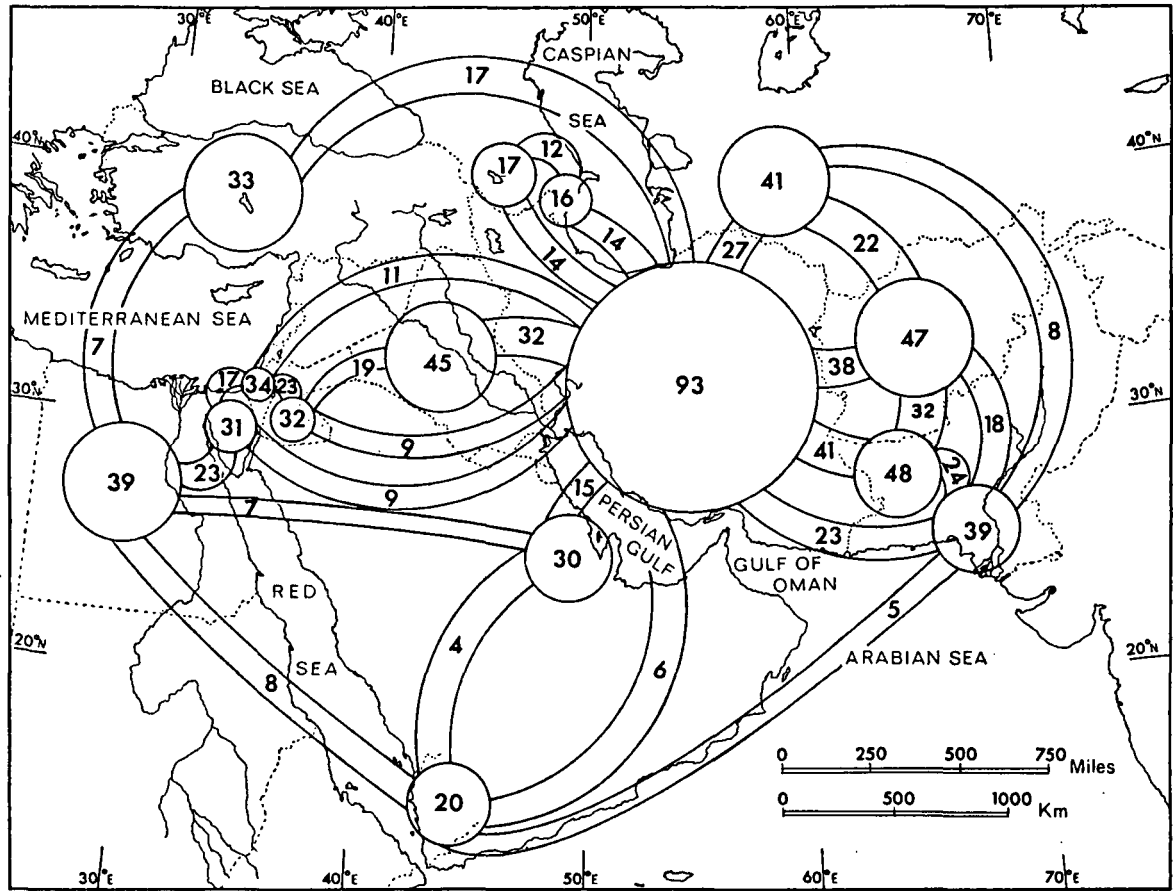 30°E
40°E
50°E
60°E
70°E
CASPIAN
17
BLACK SEA
SEA
40°N
40°N
12
17
33
41
16
14
22
27
14
11
MEDITERRANEAN SEA
32
47
8
7
45
38
93
19
17
34
23
30°N
30°N
32
32
18
31
9
41
24
48
23
39
15
9
7
PERSIAN
GULF
23
39
30
GULF OF
OMAN
RED
5
20°N
20°N
4
6
ARABIAN SEA
SEA
8
0 250 500 750 Miles
20
0 500 1000 Km
30°E
40°E
50°E
60°E
70°E